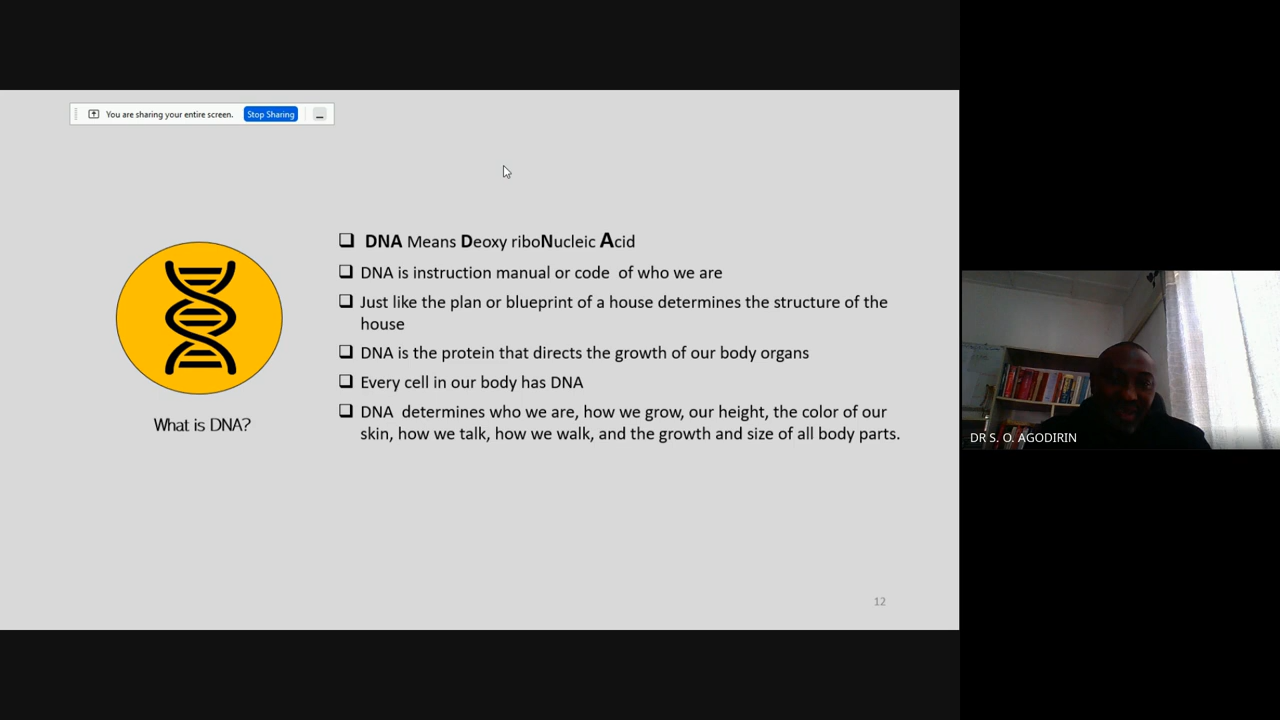 You are sharing your entire screen. Stop Sharing
DNA Means Deoxy riboNucleic Acid
DNA is instruction manual or code of who we are
Just like the plan or blueprint of a house determines the structure of the
house
DNA is the protein that directs the growth of our body organs
Every cell in our body has DNA
DNA determines who we are, how we grow, our height, the color of our
skin, how we talk, how we walk, and the growth and size of all body parts.
What is DNA?
12
DR S. O. AGODIRIN